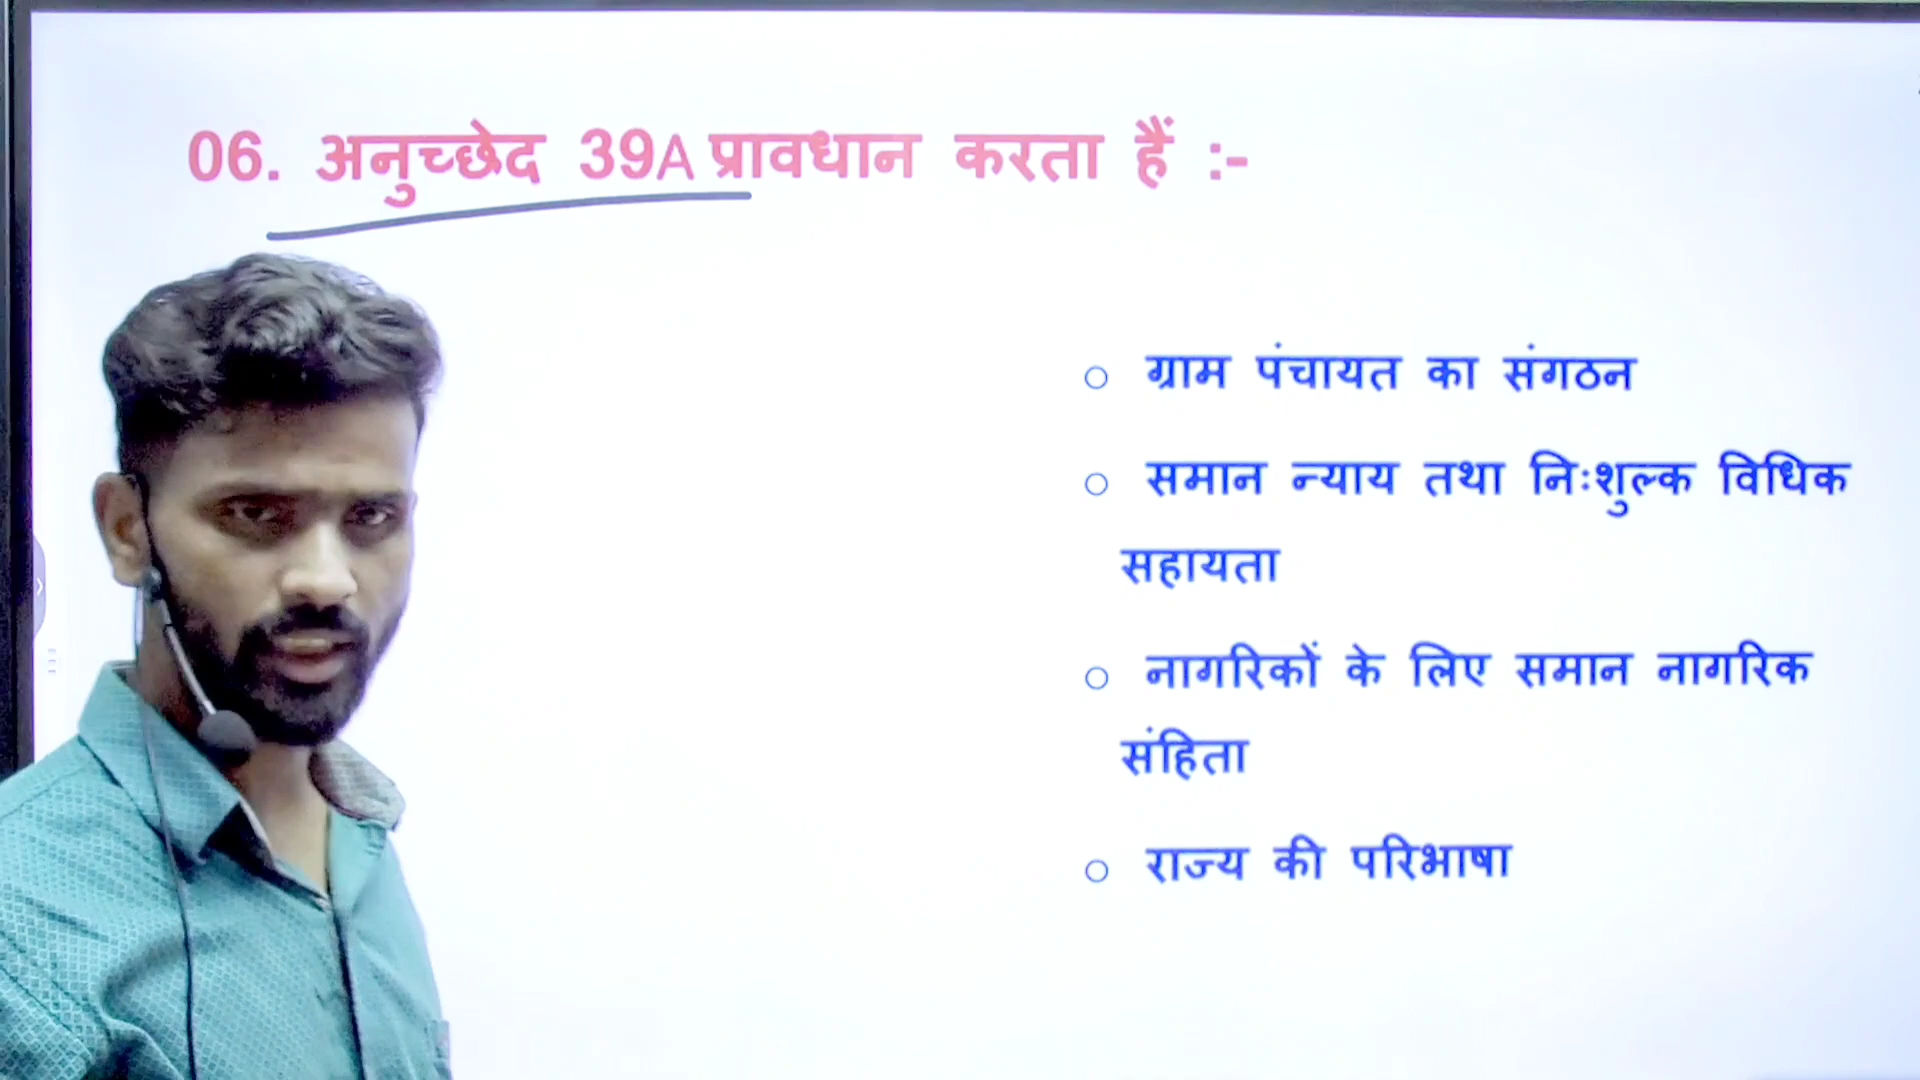 06. अनुच्छेद 39A प्रावधान करता हैं :-
○ ग्राम पंचायत का संगठन
○ समान न्याय तथा निःशुल्क विधिक
सहायता
○ नागरिकों के लिए समान नागरिक
संहिता
○ राज्य की परिभाषा